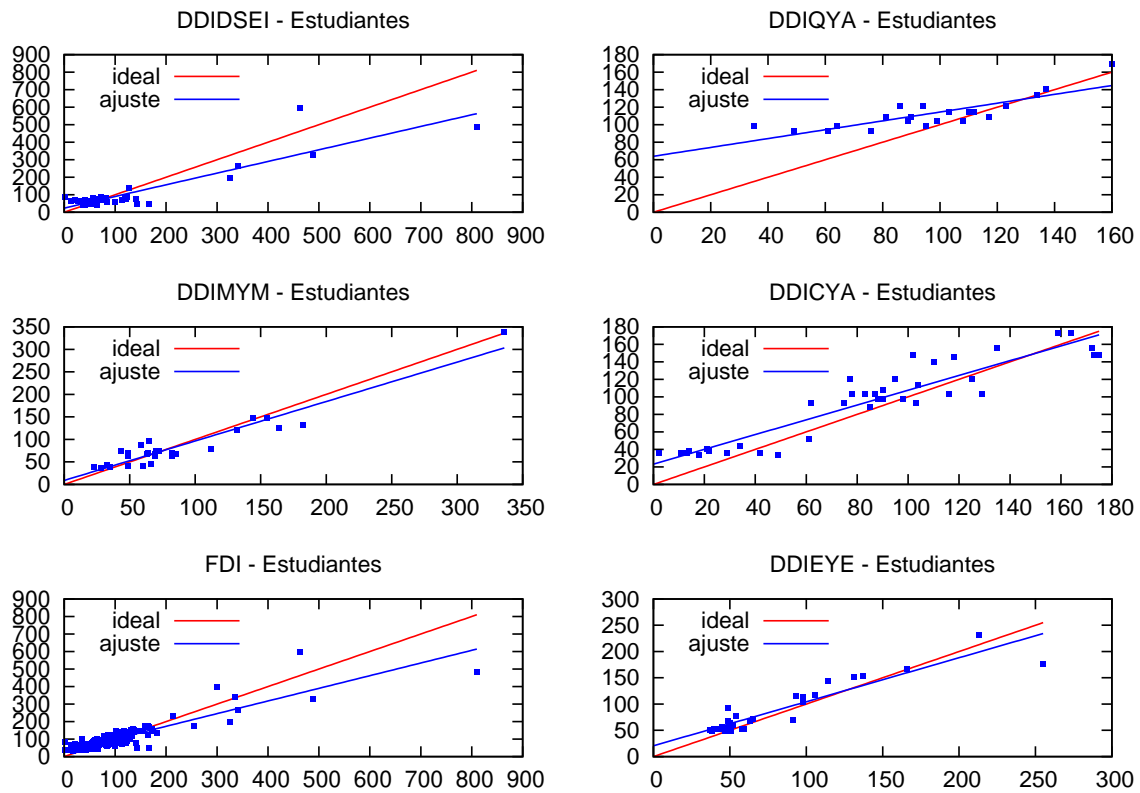 DDIDSEI - Estudiantes
900
800
700
600
500
400
300
200
100
0
ideal
ajuste
0 100 200 300 400 500 600 700 800 900
DDIQYA - Estudiantes
180
160
140
120
100
80
60
40
20
0
ideal
ajuste
0 20 40 60 80 100 120 140 160
DDIMYM - Estudiantes
350
300
250
200
150
100
50
0
ideal
ajuste
0 50 100 150 200 250 300 350
DDICYA - Estudiantes
180
160
140
120
100
80
60
40
20
0
ideal
ajuste
0 20 40 60 80 100 120 140 160 180
FDI - Estudiantes
900
800
700
600
500
400
300
200
100
0
ideal
ajuste
0 100 200 300 400 500 600 700 800 900
DDIEYE - Estudiantes
300
250
200
150
100
50
0
ideal
ajuste
0 50 100 150 200 250 300